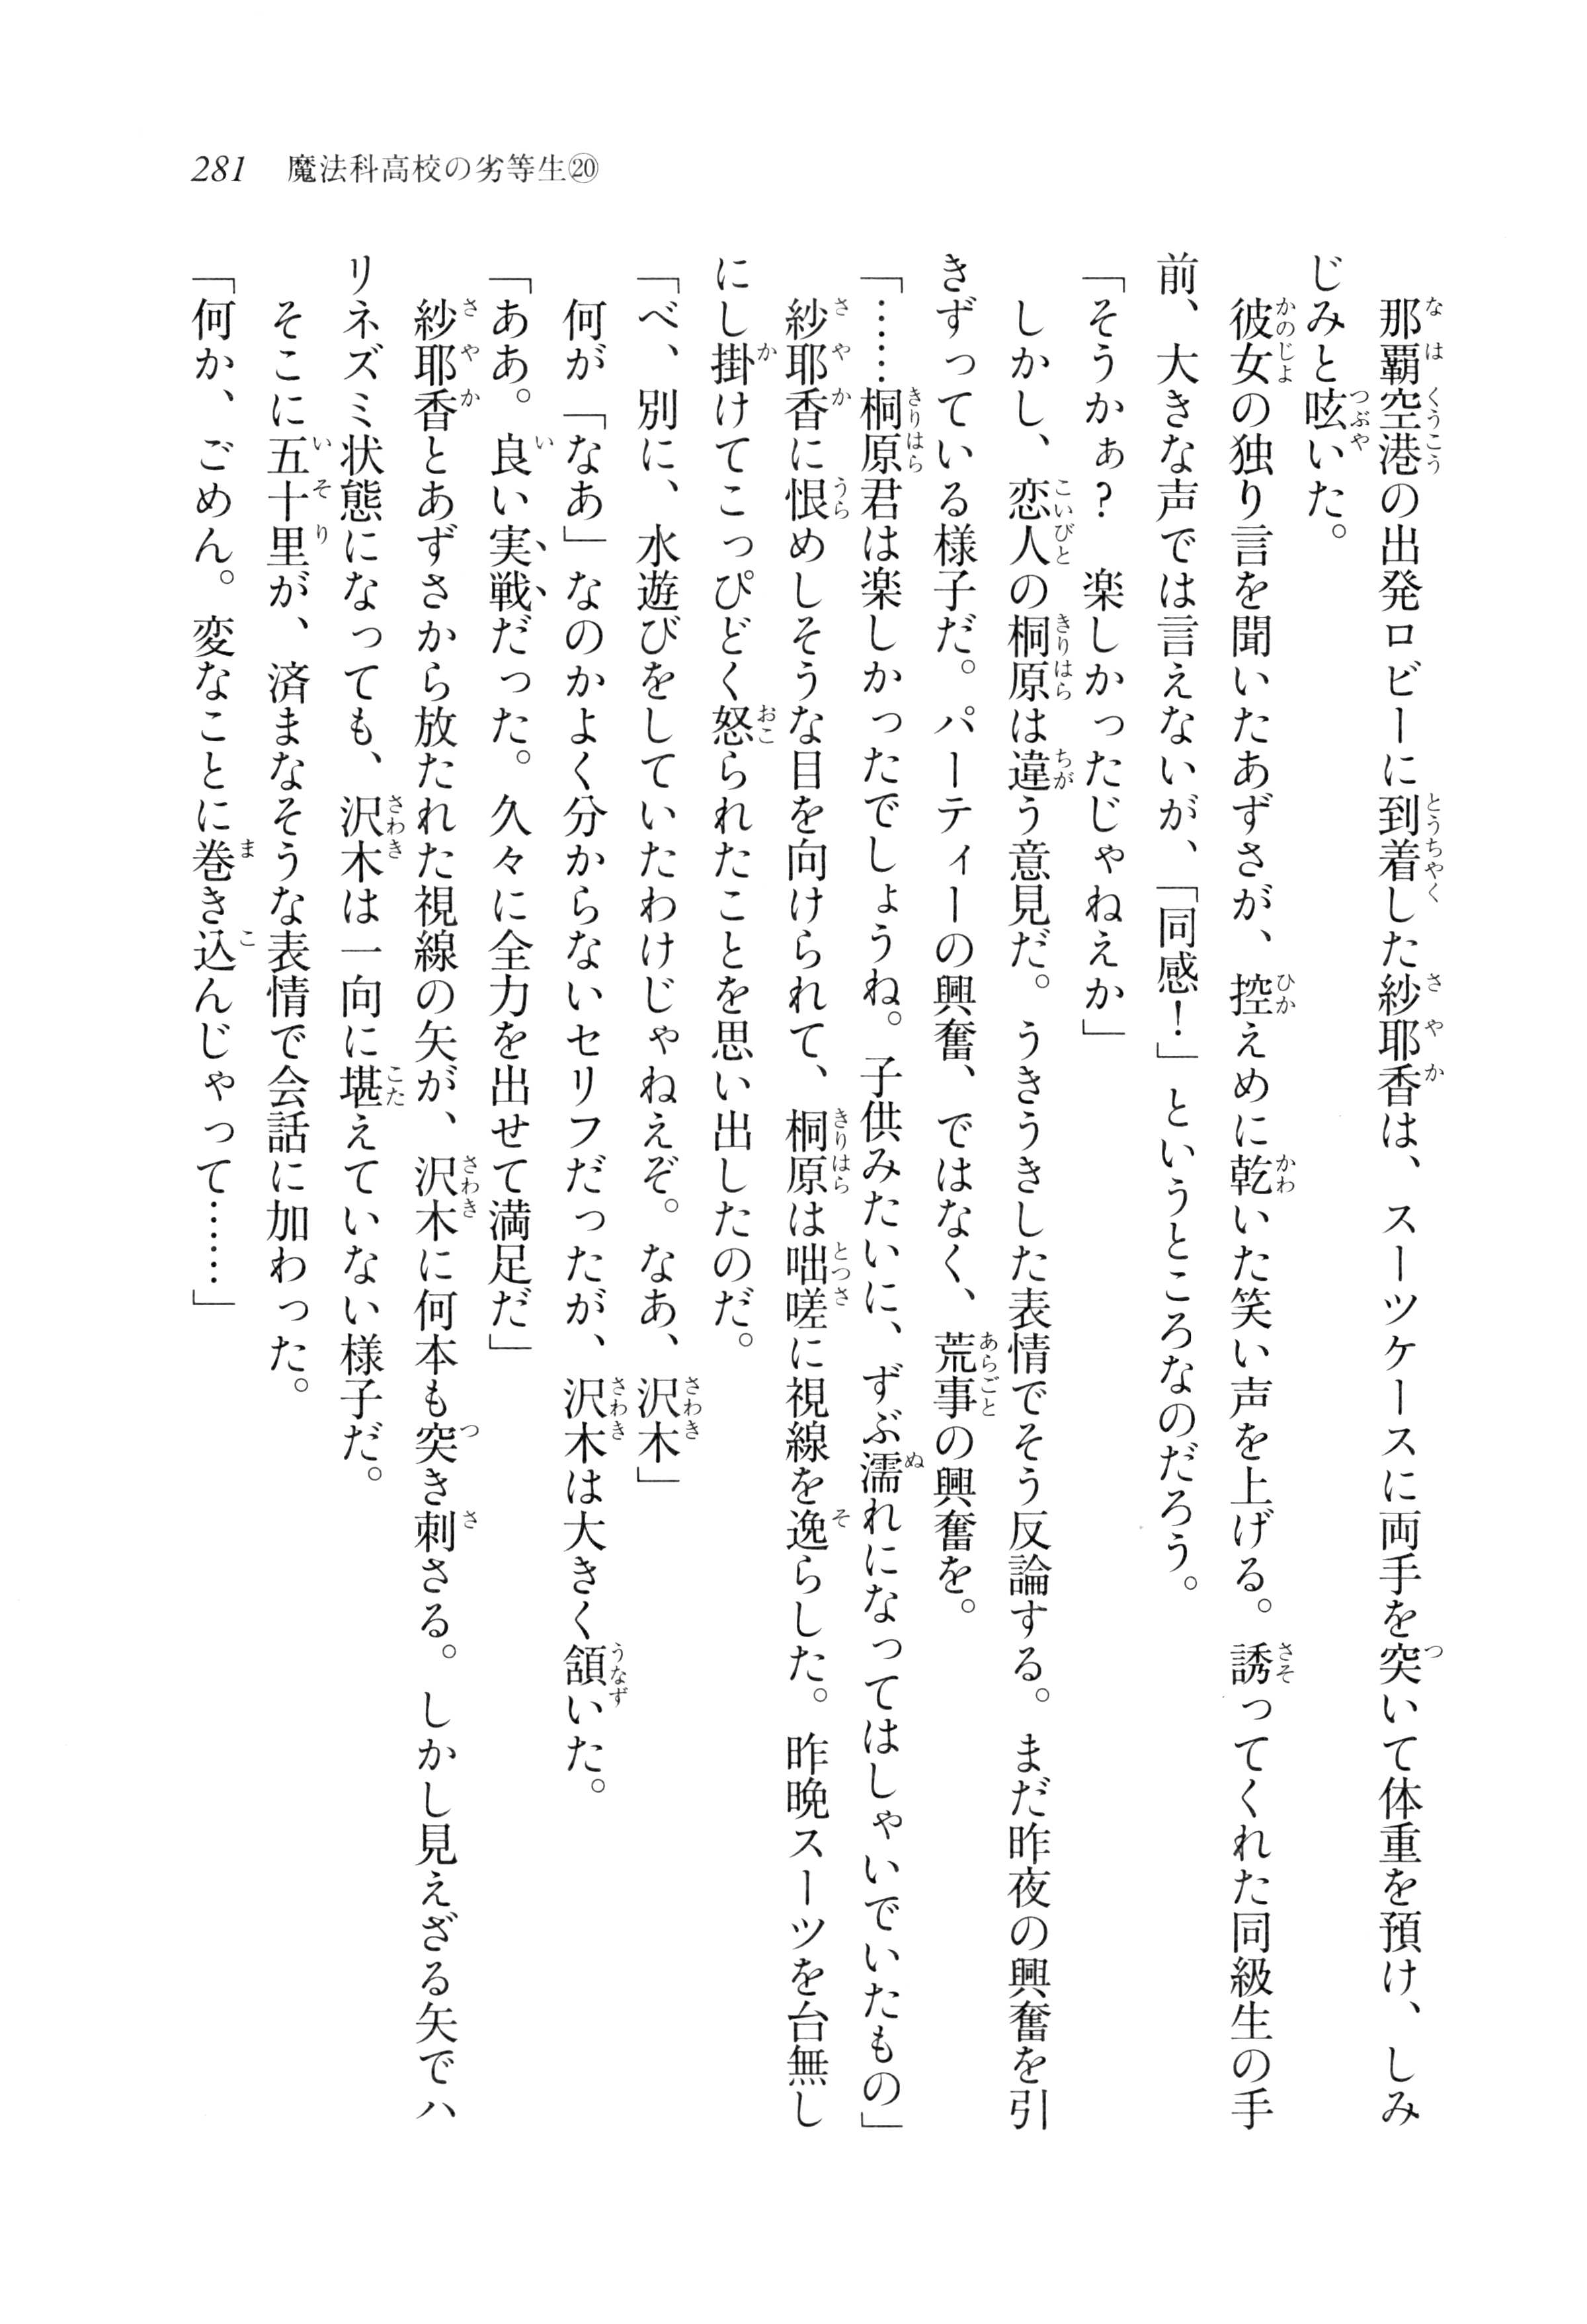 281 魔法科高校の劣等生⑳
那覇空港の出発ロビーに到着した紗耶香は、スーツケースに両手を突いて体重を預け、しみ
じみと呟いた。
彼女の独り言を聞いたあずさが、控えめに乾いた笑い声を上げる。誘ってくれた同級生の手
前、大きな声では言えないが、「同感！」というところなのだろう。
「そうかぁ？　楽しかったじゃねえか」
しかし、恋人の桐原は違う意見だ。うきうきした表情でそう反論する。まだ昨夜の興奮を引
きずっている様子だ。パーティーの興奮、ではなく、荒事の興奮を。
「……桐原君は楽しかったでしょうね。子供みたいに、ずぶ濡れになってはしゃいでいたもの」
紗耶香に恨めしそうな目を向けられて、桐原は咄嗟に視線を逸らした。昨晩スーツを台無し
にし掛けてこっぴどく怒られたことを思い出したのだ。
「べ、別に、水遊びをしていたわけじゃねえぞ。なあ、沢木」
何が「なあ」なのかよく分からないセリフだったが、沢木は大きく頷いた。
「ああ。良い実戦だった。久々に全力を出せて満足だ」
紗耶香とあずさから放たれた視線の矢が、沢木に何本も突き刺さる。しかし見えざる矢でハ
リネズミ状態になっても、沢木は一向に堪えていない様子だ。
そこに五十里が、済まなそうな表情で会話に加わった。
「何か、ごめん。変なことに巻き込んじゃって……」